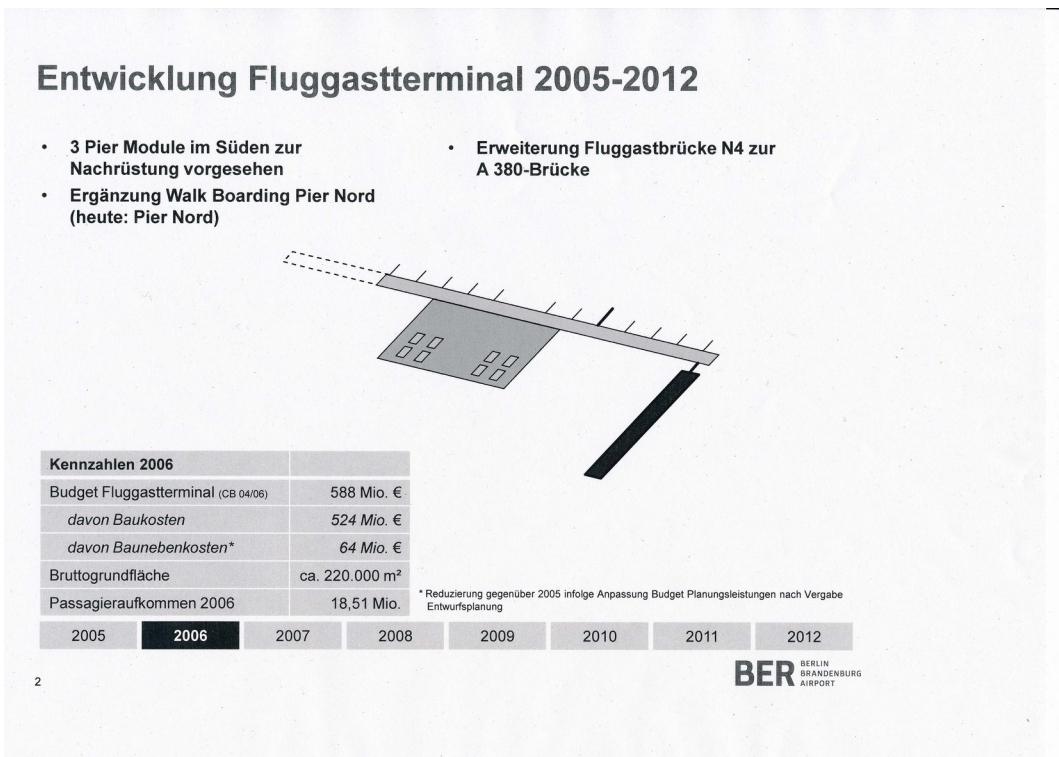 Entwicklung Fluggastterminal 2005-2012
• 3 Pier Module im Süden zur
Nachrüstung vorgesehen
• Ergänzung Walk Boarding Pier Nord
(heute: Pier Nord)
• Erweiterung Fluggastbrücke N4 zur
A 380-Brücke
Kennzahlen 2006
Budget Fluggastterminal (CB 04/06) 588 Mio. €
davon Baukosten 524 Mio. €
davon Baunebenkosten* 64 Mio. €
Bruttogrundfläche ca. 220.000 m²
Passagieraufkommen 2006 18,51 Mio.
* Reduzierung gegenüber 2005 infolge Anpassung Budget Planungsleistungen nach Vergabe
Entwurfsplanung
2005 2006 2007 2008 2009 2010 2011 2012
BER BERLIN
BRANDENBURG
AIRPORT
2